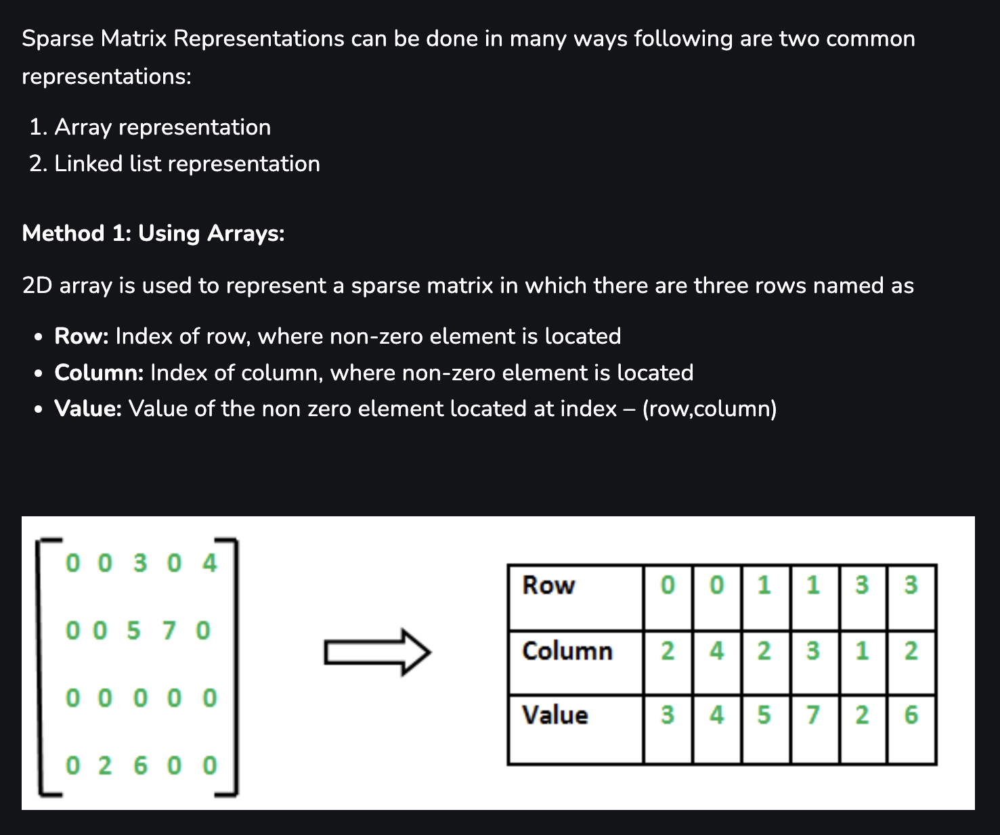 Sparse Matrix Representations can be done in many ways following are two common
representations:
1. Array representation
2. Linked list representation
Method 1: Using Arrays:
2D array is used to represent a sparse matrix in which there are three rows named as
• Row: Index of row, where non-zero element is located
• Column: Index of column, where non-zero element is located
• Value: Value of the non zero element located at index – (row,column)
0 0 3 0 4
0 0 5 7 0
0 0 0 0 0
0 2 6 0 0
Row 0 0 1 1 3 3
Column 2 4 2 3 1 2
Value 3 4 5 7 2 6